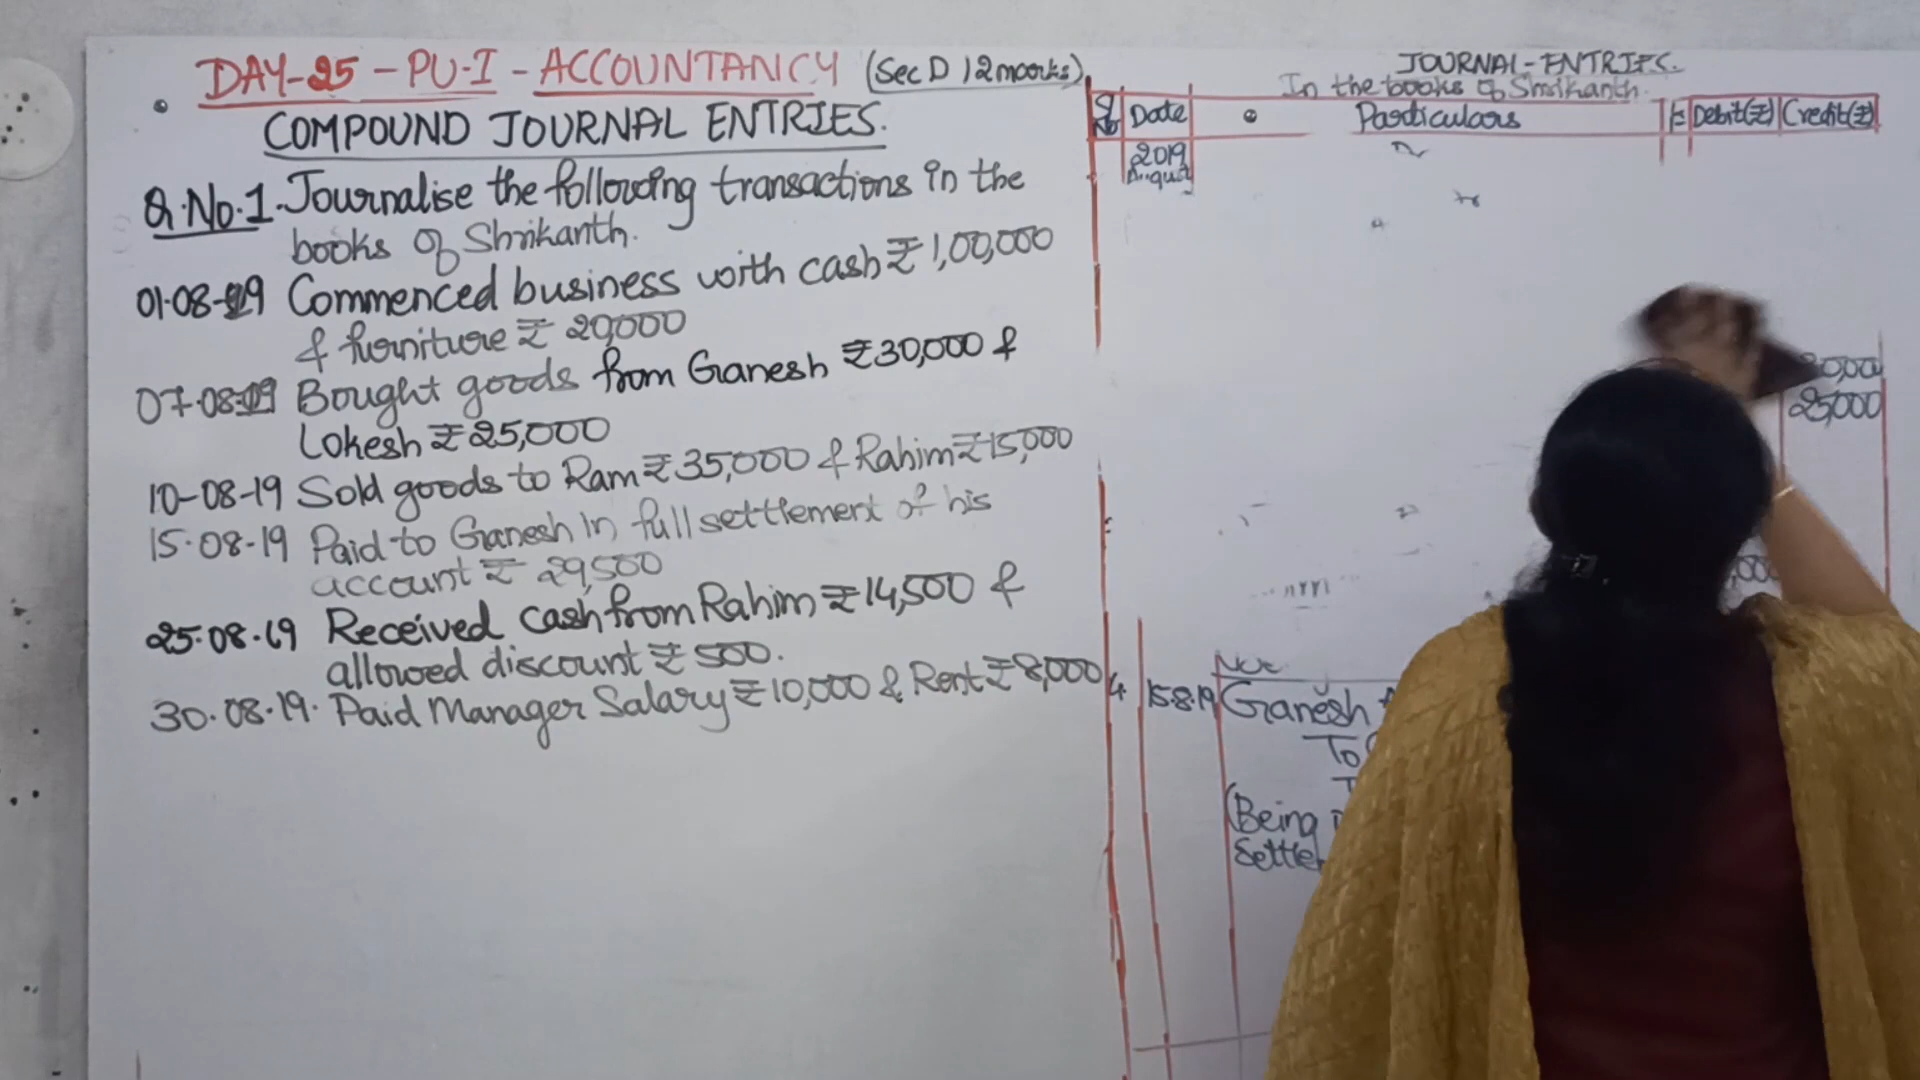 DAY-25-PU-I-ACCOUNTANCY (Sec D 12 marks)
COMPOUND JOURNAL ENTRIES.
Q.No.1. Journalise the following transactions in the
books of Shrikanth.
01-08-19 Commenced business with cash ₹ 1,00,000
& furniture ₹ 20,000
07.08.19 Bought goods from Ganesh ₹30,000 &
Lokesh ₹25,000
10-08-19 Sold goods to Ram ₹35,000 & Rahim ₹15,000
15.08-19 Paid to Ganesh in full settlement of his
account ₹ 29,500
25.08.19 Received cash from Rahim ₹14,500 &
allowed discount ₹ 500.
30.08.19. Paid Manager Salary ₹10,000 & Rent ₹8,000
JOURNAL-ENTRIES.
In the books of Shrikanth.
Sl No Date Particulars Debit(₹) Credit(₹)
2019
August
25,000
4 15.8.19 Ganesh
To
(Being